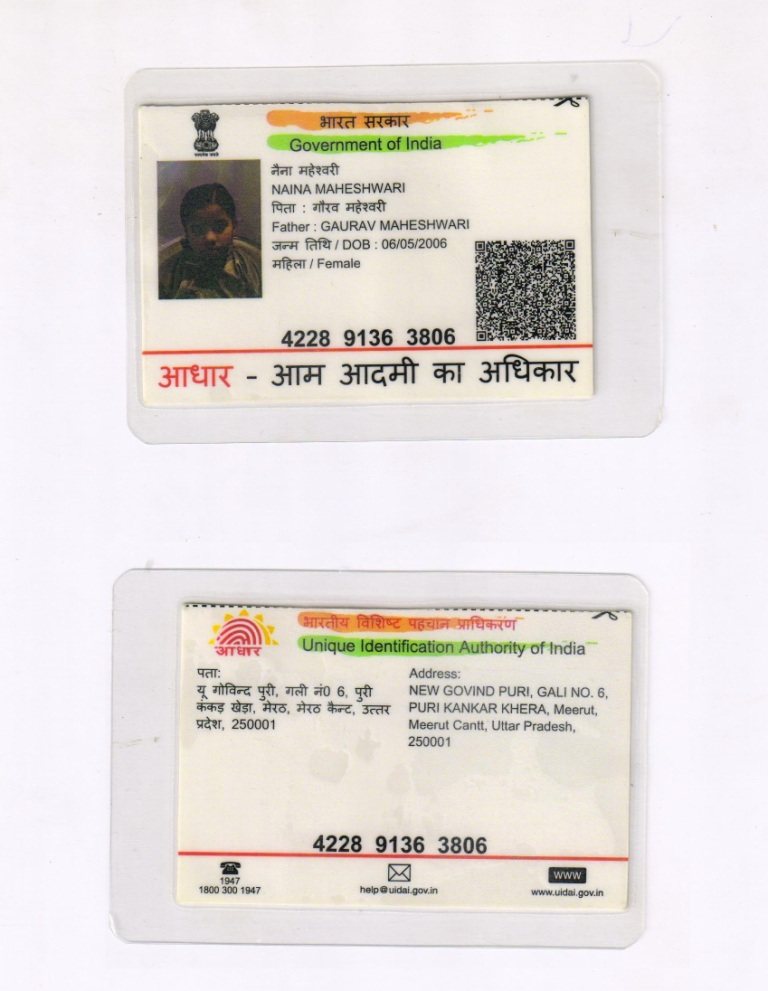 भारत सरकार
Government of India
नैना महेश्वरी
NAINA MAHESHWARI
पिता : गौरव महेश्वरी
Father : GAURAV MAHESHWARI
जन्म तिथि / DOB : 06/05/2006
महिला / Female
4228 9136 3806
आधार - आम आदमी का अधिकार
आधार
भारतीय विशिष्ट पहचान प्राधिकरण
Unique Identification Authority of India
पता:
यू गोविन्द पुरी, गली नं0 6, पुरी
कंकड़ खेड़ा, मेरठ, मेरठ कैन्ट, उत्तर
प्रदेश, 250001
Address:
NEW GOVIND PURI, GALI NO. 6,
PURI KANKAR KHERA, Meerut,
Meerut Cantt, Uttar Pradesh,
250001
4228 9136 3806
1947
1800 300 1947
help@uidai.gov.in
WWW
www.uidai.gov.in